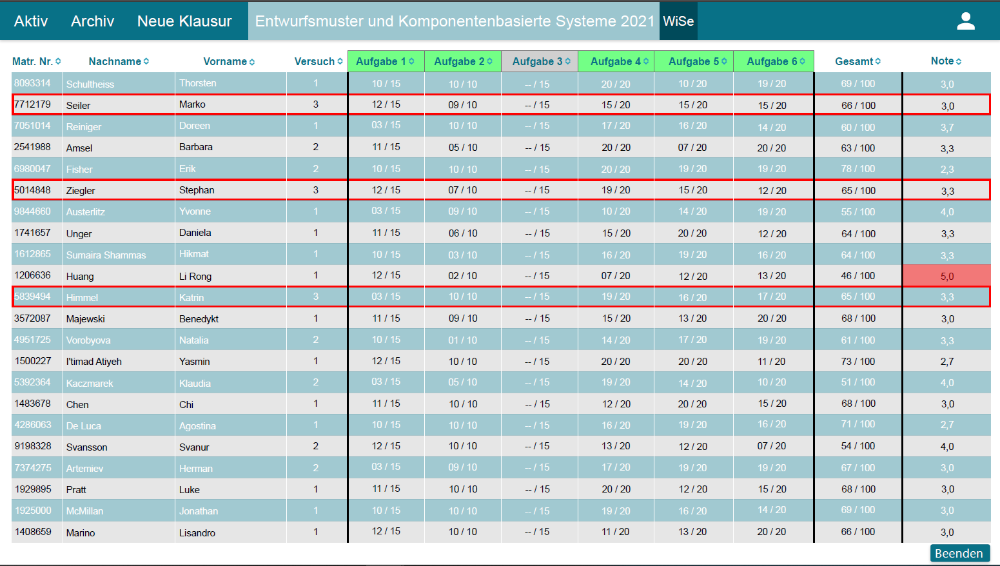 Aktiv Archiv Neue Klausur Entwurfsmuster und Komponentenbasierte Systeme 2021 WiSe
Matr. Nr. Nachname Vorname Versuch Aufgabe 1 Aufgabe 2 Aufgabe 3 Aufgabe 4 Aufgabe 5 Aufgabe 6 Gesamt Note
8093314 Schultheiss Thorsten 1 10 / 15 10 / 10 -- / 15 20 / 20 10 / 20 19 / 20 69 / 100 3,0
7712179 Seiler Marko 3 12 / 15 09 / 10 -- / 15 15 / 20 15 / 20 15 / 20 66 / 100 3,0
7051014 Reiniger Doreen 1 03 / 15 10 / 10 -- / 15 17 / 20 16 / 20 14 / 20 60 / 100 3,7
2541988 Amsel Barbara 2 11 / 15 05 / 10 -- / 15 20 / 20 07 / 20 20 / 20 63 / 100 3,3
6980047 Fisher Erik 2 10 / 15 10 / 10 -- / 15 20 / 20 19 / 20 19 / 20 78 / 100 2,3
5014848 Ziegler Stephan 3 12 / 15 07 / 10 -- / 15 19 / 20 15 / 20 12 / 20 65 / 100 3,3
9844660 Austerlitz Yvonne 1 03 / 15 09 / 10 -- / 15 10 / 20 14 / 20 19 / 20 55 / 100 4,0
1741657 Unger Daniela 1 11 / 15 06 / 10 -- / 15 15 / 20 20 / 20 12 / 20 64 / 100 3,3
1612865 Sumaira Shammas Hikmat 1 10 / 15 03 / 10 -- / 15 16 / 20 19 / 20 16 / 20 64 / 100 3,3
1206636 Huang Li Rong 1 12 / 15 02 / 10 -- / 15 07 / 20 12 / 20 13 / 20 46 / 100 5,0
5839494 Himmel Katrin 3 03 / 15 10 / 10 -- / 15 19 / 20 16 / 20 17 / 20 65 / 100 3,3
3572087 Majewski Benedykt 1 11 / 15 09 / 10 -- / 15 15 / 20 13 / 20 20 / 20 68 / 100 3,0
4951725 Vorobyova Natalia 2 10 / 15 01 / 10 -- / 15 14 / 20 17 / 20 19 / 20 61 / 100 3,3
1500227 I'timad Atiyeh Yasmin 1 12 / 15 10 / 10 -- / 15 20 / 20 20 / 20 11 / 20 73 / 100 2,7
5392364 Kaczmarek Klaudia 2 03 / 15 05 / 10 -- / 15 19 / 20 14 / 20 10 / 20 51 / 100 4,0
1483678 Chen Chi 1 11 / 15 10 / 10 -- / 15 12 / 20 20 / 20 15 / 20 68 / 100 3,0
4286063 De Luca Agostina 1 10 / 15 10 / 10 -- / 15 16 / 20 19 / 20 16 / 20 71 / 100 2,7
9198328 Svansson Svanur 2 12 / 15 10 / 10 -- / 15 13 / 20 12 / 20 07 / 20 54 / 100 4,0
7374275 Artemiev Herman 2 03 / 15 09 / 10 -- / 15 17 / 20 19 / 20 19 / 20 67 / 100 3,0
1929895 Pratt Luke 1 11 / 15 10 / 10 -- / 15 20 / 20 12 / 20 15 / 20 68 / 100 3,0
1925000 McMillan Jonathan 1 10 / 15 10 / 10 -- / 15 19 / 20 16 / 20 14 / 20 69 / 100 3,0
1408659 Marino Lisandro 1 12 / 15 10 / 10 -- / 15 11 / 20 13 / 20 20 / 20 66 / 100 3,0
Beenden